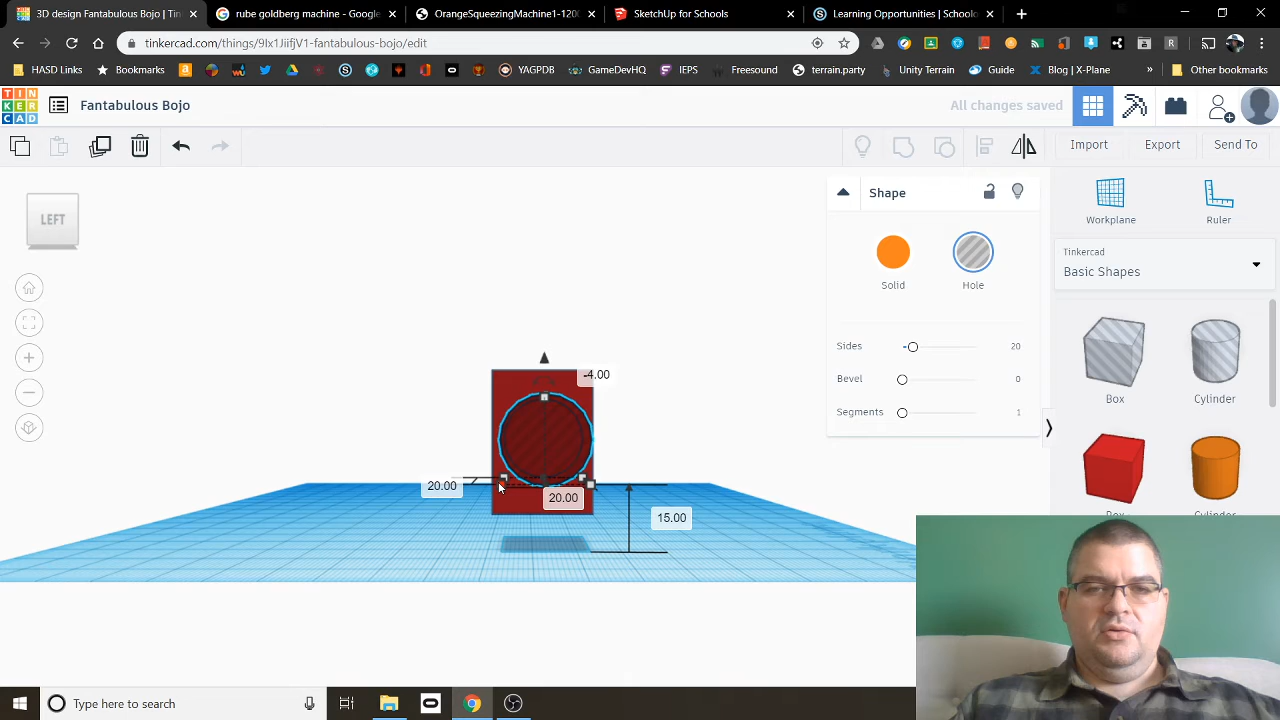 3D design Fantabulous Bojo | Tin
rube goldberg machine - Google
OrangeSqueezingMachine1-1200
SketchUp for Schools
Learning Opportunities | Schoolo
tinkercad.com/things/9lx1JiifjV1-fantabulous-bojo/edit
HASD Links
Bookmarks
YAGPDB
GameDevHQ
IEPS
Freesound
terrain.party
Unity Terrain
Guide
Blog | X-Plane
»
Other bookmarks
TIN
KER
CAD
Fantabulous Bojo
All changes saved
Import
Export
Send To
LEFT
Shape
Solid
Hole
Sides
20
Bevel
0
Segments
1
Workplane
Ruler
Tinkercad
Basic Shapes
Box
Cylinder
Box
Cylinder
-4.00
20.00
20.00
15.00
Type here to search